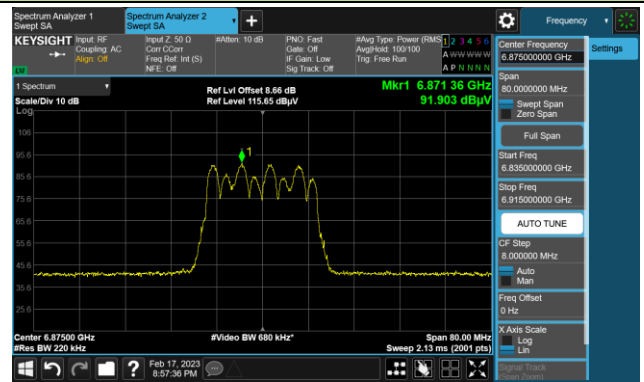 Spectrum Analyzer 1
Swept SA
Spectrum Analyzer 2
Swept SA
+
Frequency
KEYSIGHT
Input: RF
Coupling: AC
Align: Off
Input Z: 50 Ω
Corr CCorr
Freq Ref: Int (S)
NFE: Off
#Atten: 10 dB
PNO: Fast
Gate: Off
IF Gain: Low
Sig Track: Off
#Avg Type: Power (RMS)
Avg|Hold: 100/100
Trig: Free Run
1 2 3 4 5 6
A W W W W W
A P N N N N
LW
1 Spectrum
Scale/Div 10 dB
Log
Ref Lvl Offset 8.66 dB
Ref Level 115.65 dBµV
Mkr1 6.871 36 GHz
91.903 dBµV
106
95.6
85.6
75.6
65.6
55.6
45.6
35.6
25.6
1
Center 6.87500 GHz
#Res BW 220 kHz
#Video BW 680 kHz*
Span 80.00 MHz
Sweep 2.13 ms (2001 pts)
Feb 17, 2023
8:57:36 PM
Center Frequency
6.875000000 GHz
Settings
Span
80.0000000 MHz
Swept Span
Zero Span
Full Span
Start Freq
6.835000000 GHz
Stop Freq
6.915000000 GHz
AUTO TUNE
CF Step
8.000000 MHz
Auto
Man
Freq Offset
0 Hz
X Axis Scale
Log
Lin
Signal Track
(Span Zoom)